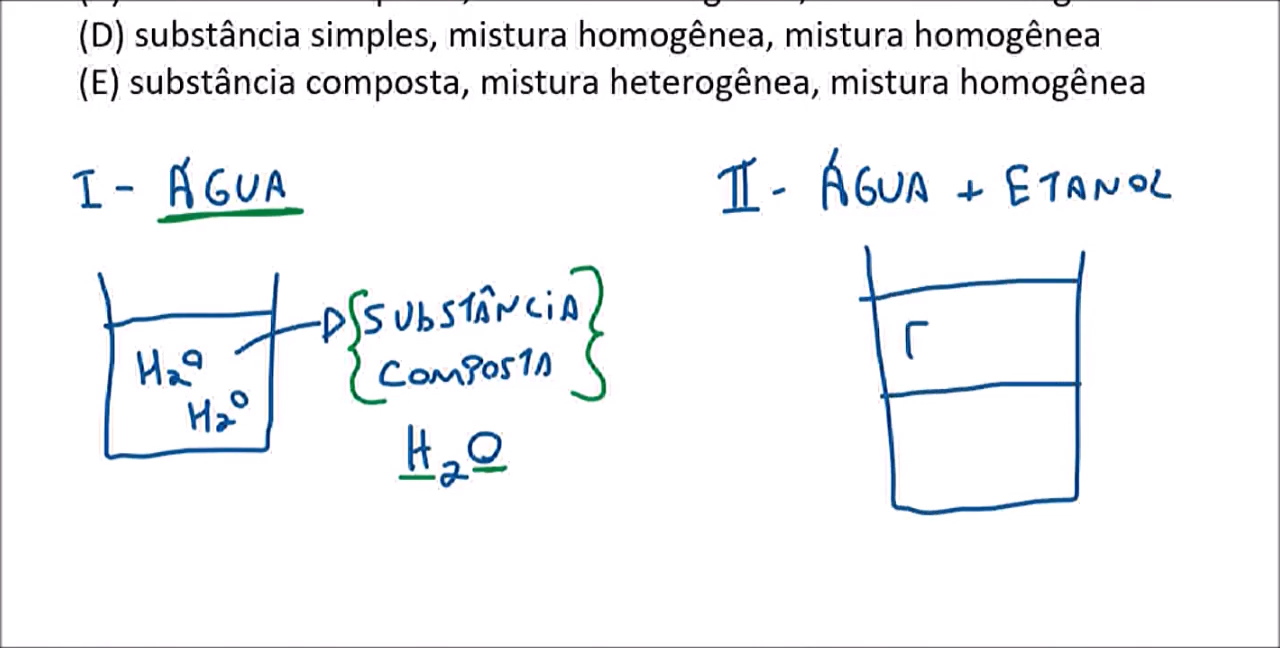 (D) substância simples, mistura homogênea, mistura homogênea
(E) substância composta, mistura heterogênea, mistura homogênea
I - ÁGUA
II - ÁGUA + ETANOL
SUBSTÂNCIA
COMPOSTA
H2O
H2O
H2O